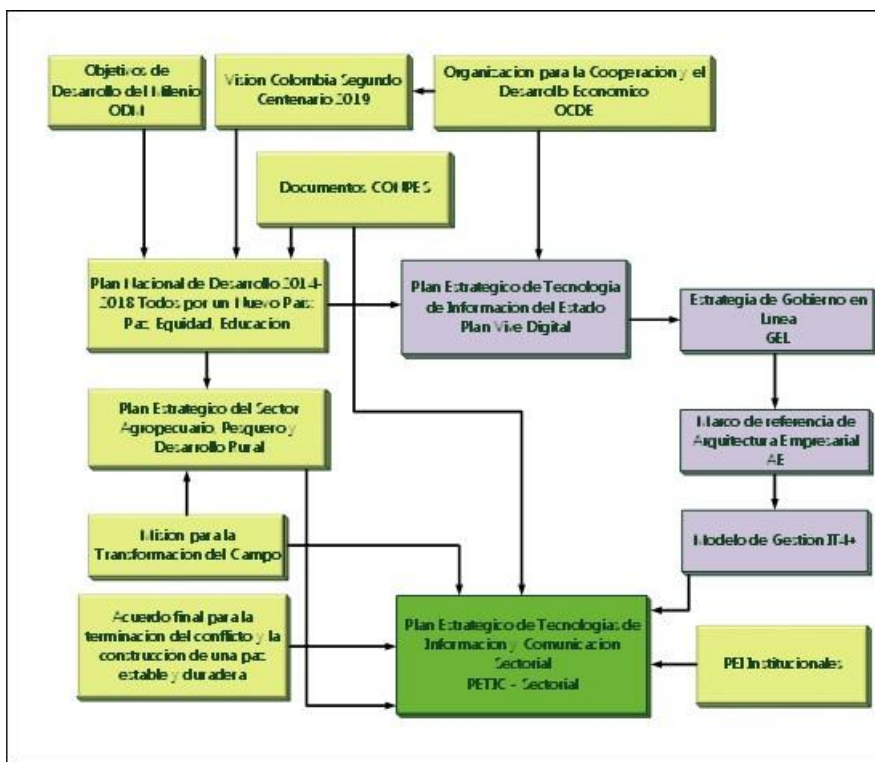 Objetivos de
Desarrollo del Milenio
ODM
Vision Colombia Segundo
Centenario 2019
Organizacion para la Cooperacion y el
Desarrollo Economico
OCDE
Documentos CONPES
Plan Nacional de Desarrollo 2014-
2018 Todos por un Nuevo Pais:
Paz, Equidad, Educacion
Plan Estrategico de Tecnologia
de Informacion del Estado
Plan Vive Digital
Estrategia de Gobierno en
Linea
GEL
Plan Estrategico del Sector
Agropecuario, Pesquero y
Desarrollo Rural
Marco de referencia de
Arquitectura Empresarial
AE
Mision para la
Transformacion del Campo
Modelo de Gestion IT4+
Acuerdo final para la
terminacion del conflicto y la
construccion de una paz
estable y duradera
Plan Estrategico de Tecnologias de
Informacion y Comunicacion
Sectorial
PETIC - Sectorial
PEI Institucionales